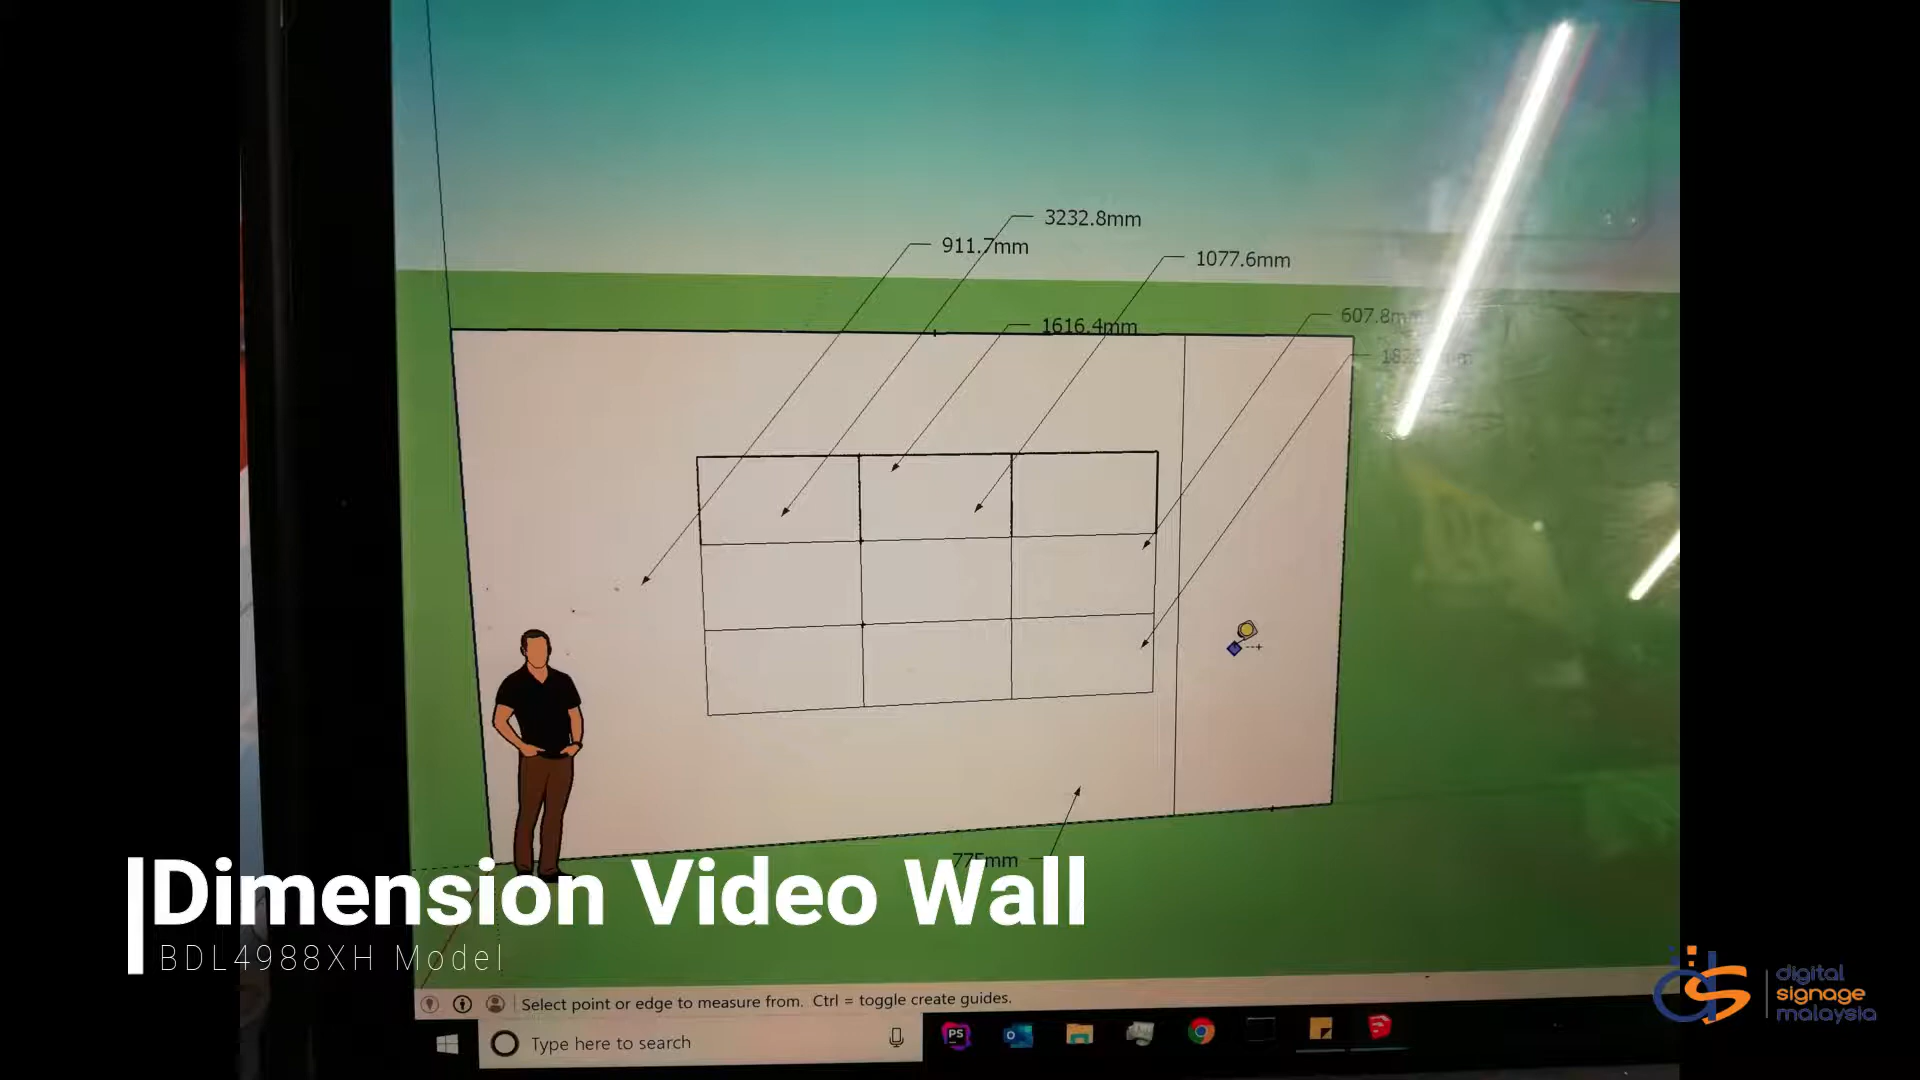 3232.8mm
911.7mm
1077.6mm
607.8mm
1616.4mm
775mm
Dimension Video Wall
BDL4988XH Model
digital
signage
malaysia
Select point or edge to measure from. Ctrl = toggle create guides.
PS
Type here to search